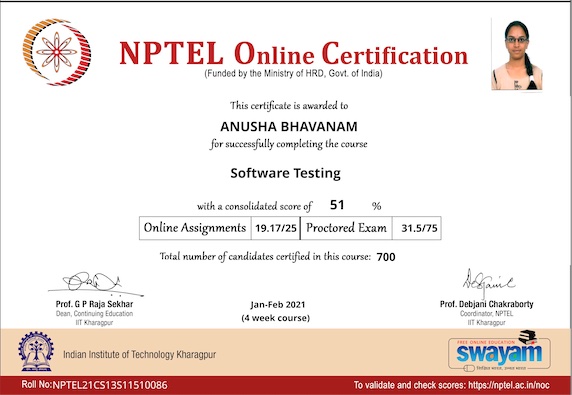 NPTEL Online Certification
(Funded by the Ministry of HRD, Govt. of India)
This certificate is awarded to
ANUSHA BHAVANAM
for successfully completing the course
Software Testing
with a consolidated score of 51 %
Online Assignments 19.17/25 Proctored Exam 31.5/75
Total number of candidates certified in this course: 700
Prof. G P Raja Sekhar
Dean, Continuing Education
IIT Kharagpur
Jan-Feb 2021
(4 week course)
Prof. Debjani Chakraborty
Coordinator, NPTEL
IIT Kharagpur
Indian Institute of Technology Kharagpur
FREE ONLINE EDUCATION
swayam
शिक्षित भारत, उन्नत भारत
Roll No:NPTEL21CS13S11510086
To validate and check scores: https://nptel.ac.in/noc